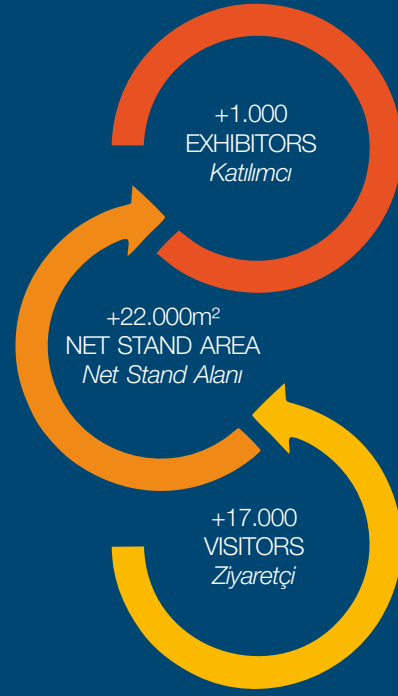 +1.000
EXHIBITORS
Katılımcı
+22.000m²
NET STAND AREA
Net Stand Alanı
+17.000
VISITORS
Ziyaretçi